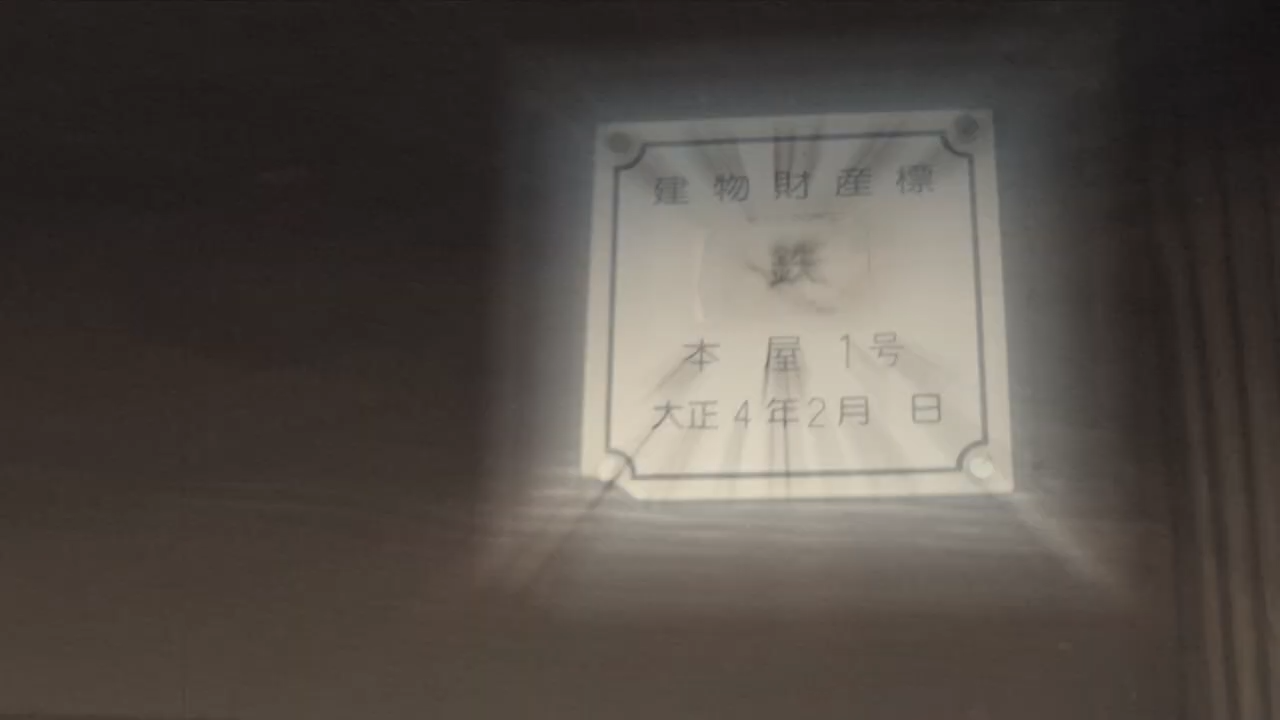 建物財産標
鉄
本屋1号
大正4年2月 日